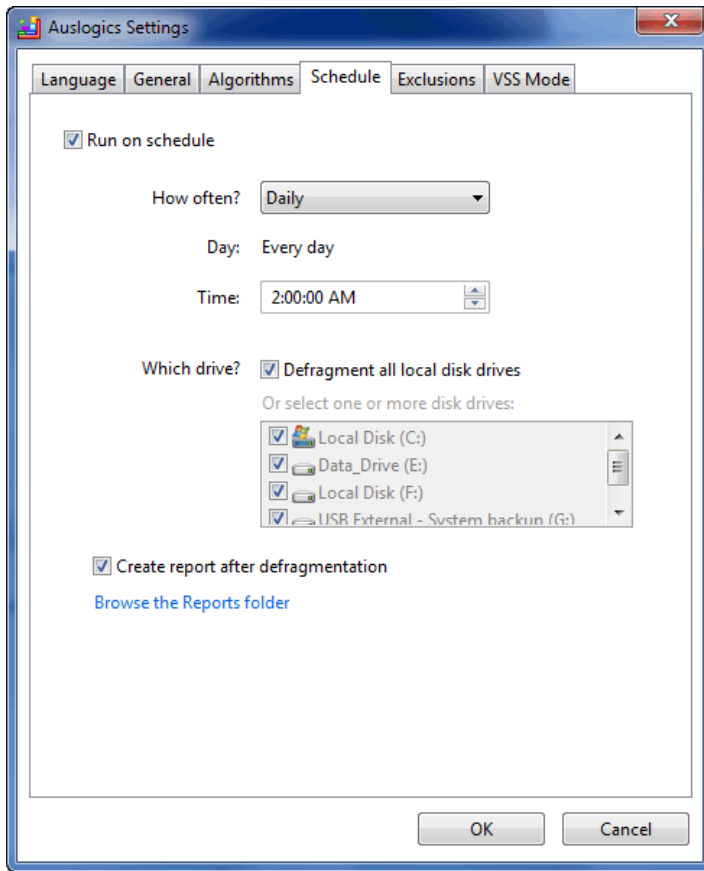 Auslogics Settings
Language General Algorithms Schedule Exclusions VSS Mode
Run on schedule
How often? Daily
Day: Every day
Time: 2:00:00 AM
Which drive? Defragment all local disk drives
Or select one or more disk drives:
Local Disk (C:)
Data_Drive (E:)
Local Disk (F:)
USB External - System backup (G:)
Create report after defragmentation
Browse the Reports folder
OK Cancel